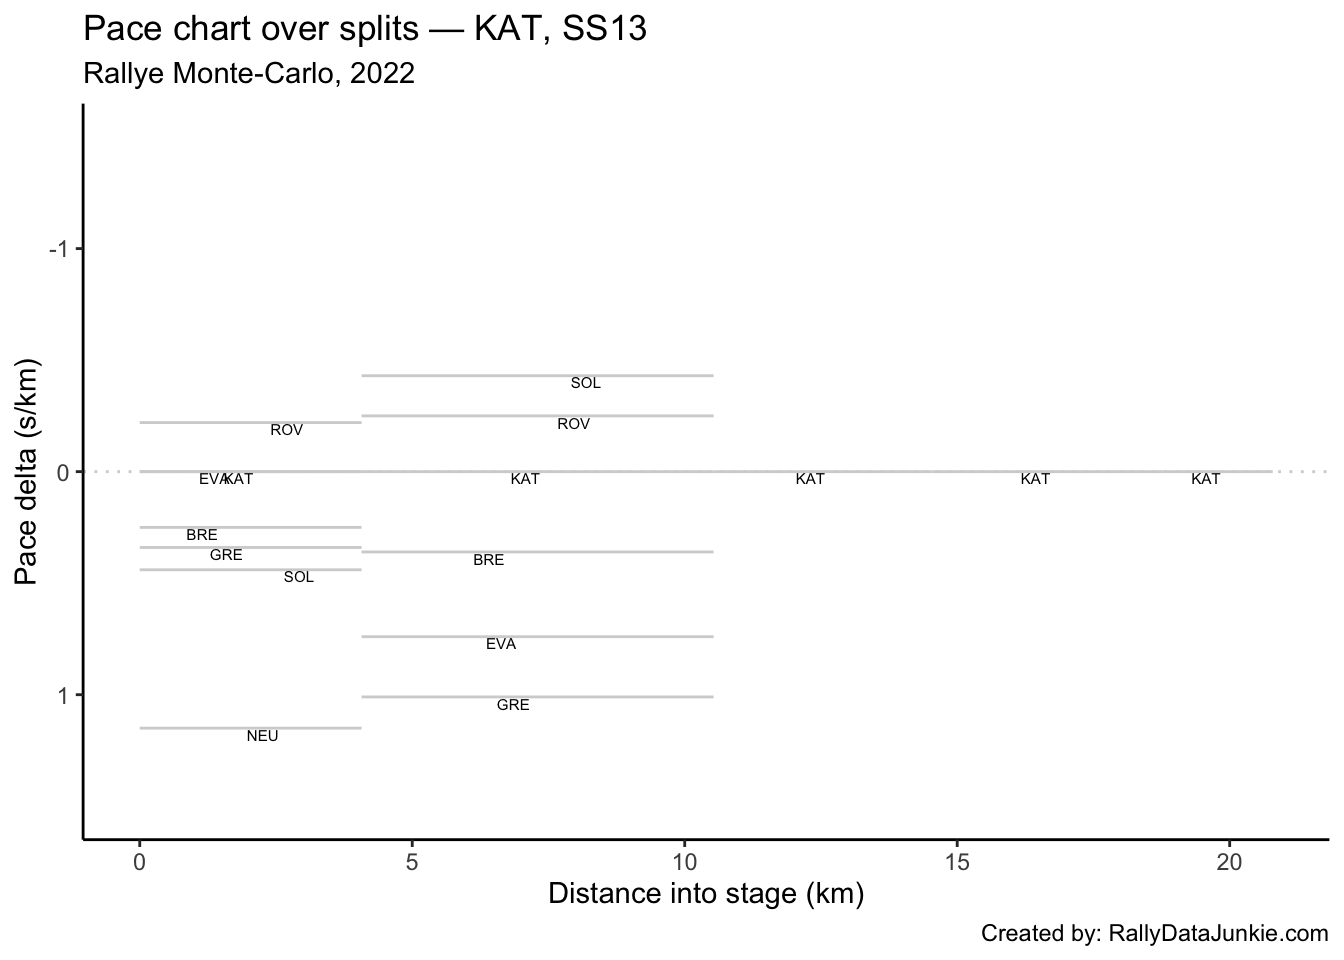 Pace chart over splits — KAT, SS13
Rallye Monte-Carlo, 2022
Pace delta (s/km)
-1
0
1
SOL
ROV
ROV
EVA
KAT
KAT
KAT
KAT
KAT
BRE
GRE
BRE
SOL
EVA
GRE
NEU
0 5 10 15 20
Distance into stage (km)
Created by: RallyDataJunkie.com